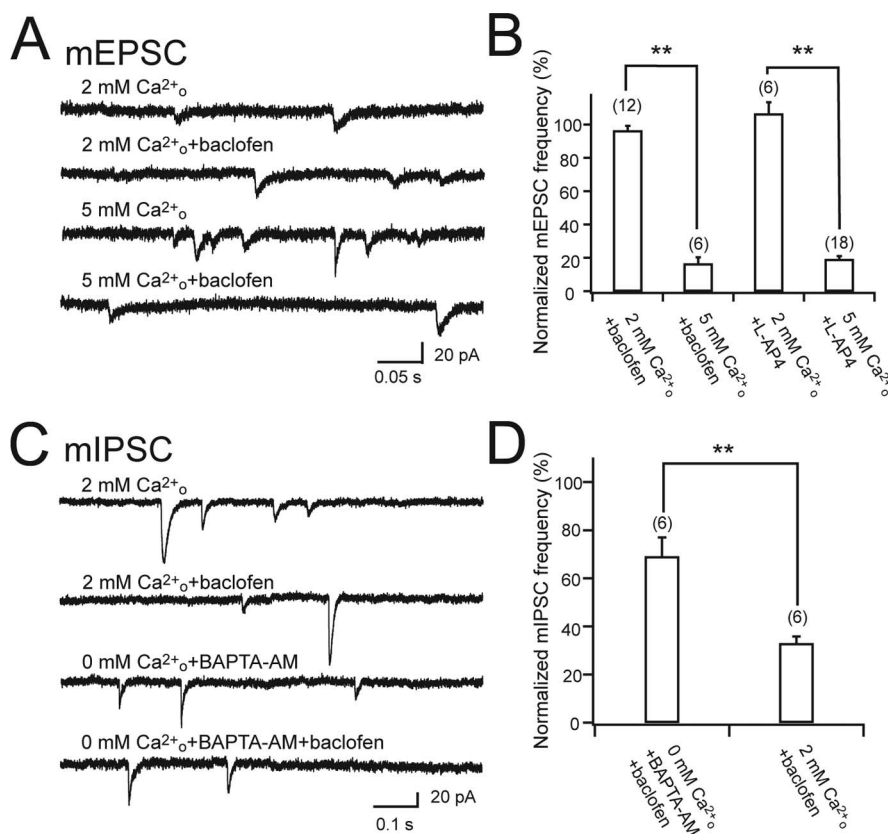 A mEPSC
2 mM Ca²⁺ₒ
2 mM Ca²⁺ₒ+baclofen
5 mM Ca²⁺ₒ
5 mM Ca²⁺ₒ+baclofen
20 pA
0.05 s
B
Normalized mEPSC frequency (%)
100
80
60
40
20
0
**
**
(12)
(6)
(6)
(18)
2 mM Ca²⁺ₒ
+baclofen
5 mM Ca²⁺ₒ
+baclofen
2 mM Ca²⁺ₒ
+L-AP4
5 mM Ca²⁺ₒ
+L-AP4
C mIPSC
2 mM Ca²⁺ₒ
2 mM Ca²⁺ₒ+baclofen
0 mM Ca²⁺ₒ+BAPTA-AM
0 mM Ca²⁺ₒ+BAPTA-AM+baclofen
20 pA
0.1 s
D
Normalized mIPSC frequency (%)
100
80
60
40
20
0
**
(6)
(6)
0 mM Ca²⁺ₒ
+BAPTA-AM
+baclofen
2 mM Ca²⁺ₒ
+baclofen